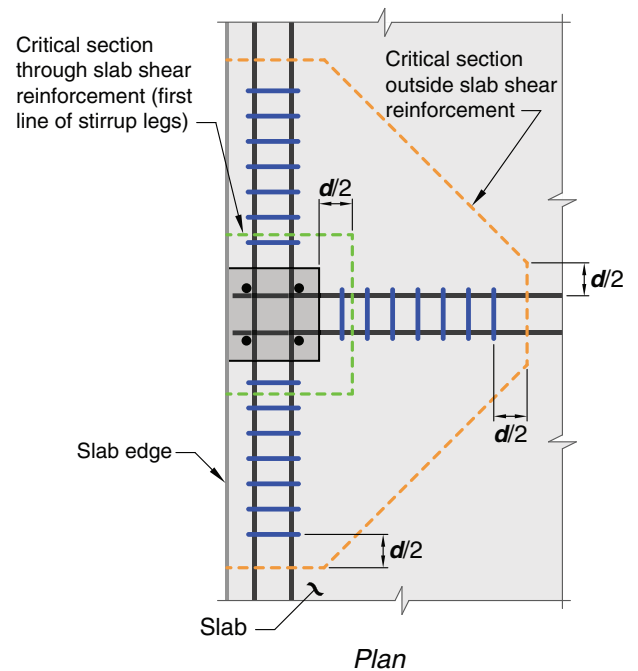 Critical section
through slab shear
reinforcement (first
line of stirrup legs)
Critical section
outside slab shear
reinforcement
d/2
d/2
d/2
Slab edge
d/2
Slab
Plan